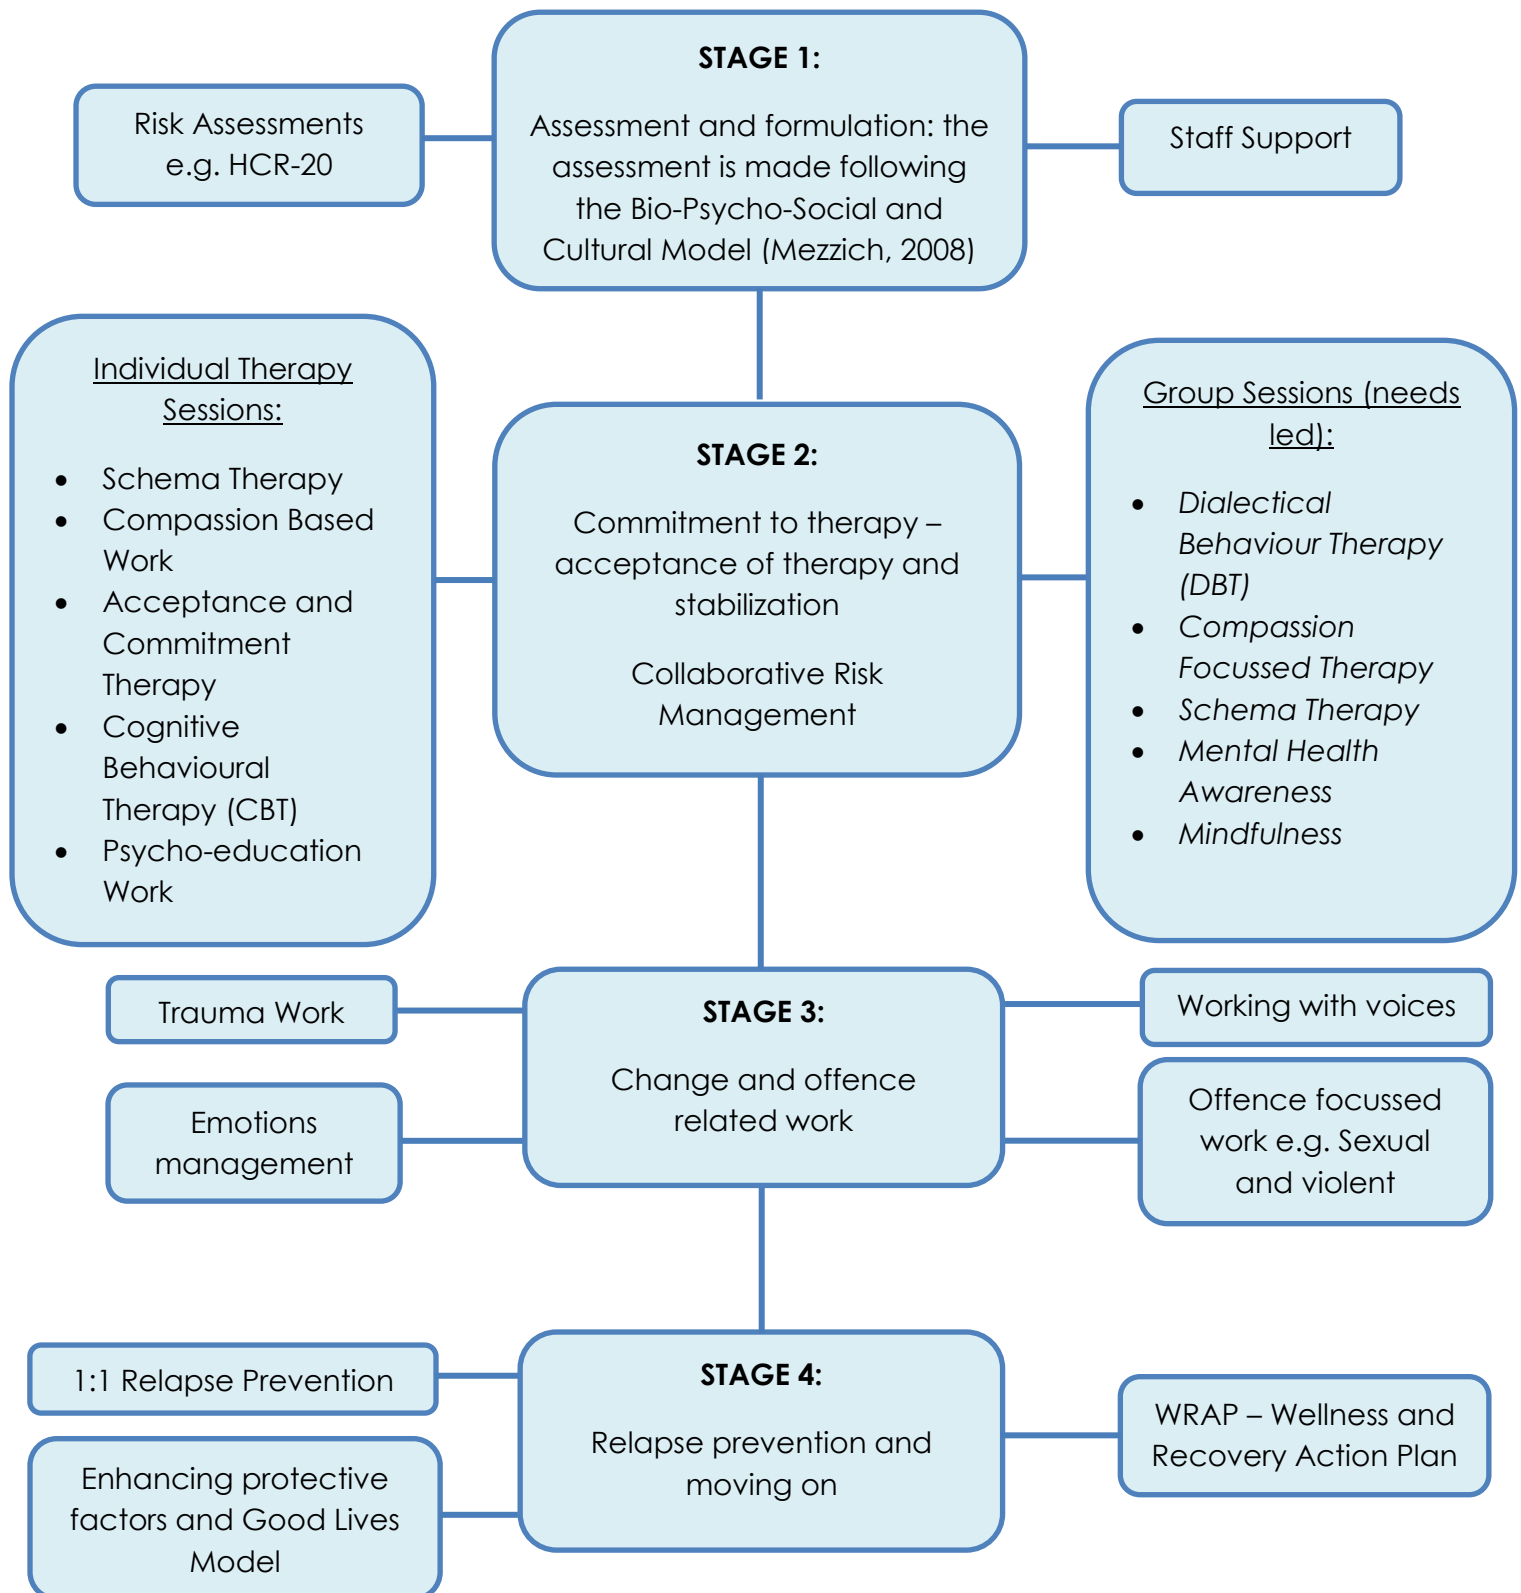 STAGE 1:
Assessment and formulation: the
assessment is made following
the Bio-Psycho-Social and
Cultural Model (Mezzich, 2008)
Risk Assessments
e.g. HCR-20
Staff Support
Individual Therapy
Sessions:
• Schema Therapy
• Compassion Based
Work
• Acceptance and
Commitment
Therapy
• Cognitive
Behavioural
Therapy (CBT)
• Psycho-education
Work
STAGE 2:
Commitment to therapy –
acceptance of therapy and
stabilization
Collaborative Risk
Management
Group Sessions (needs
led):
• Dialectical
Behaviour Therapy
(DBT)
• Compassion
Focussed Therapy
• Schema Therapy
• Mental Health
Awareness
• Mindfulness
Trauma Work
Emotions
management
STAGE 3:
Change and offence
related work
Working with voices
Offence focussed
work e.g. Sexual
and violent
1:1 Relapse Prevention
Enhancing protective
factors and Good Lives
Model
STAGE 4:
Relapse prevention and
moving on
WRAP – Wellness and
Recovery Action Plan